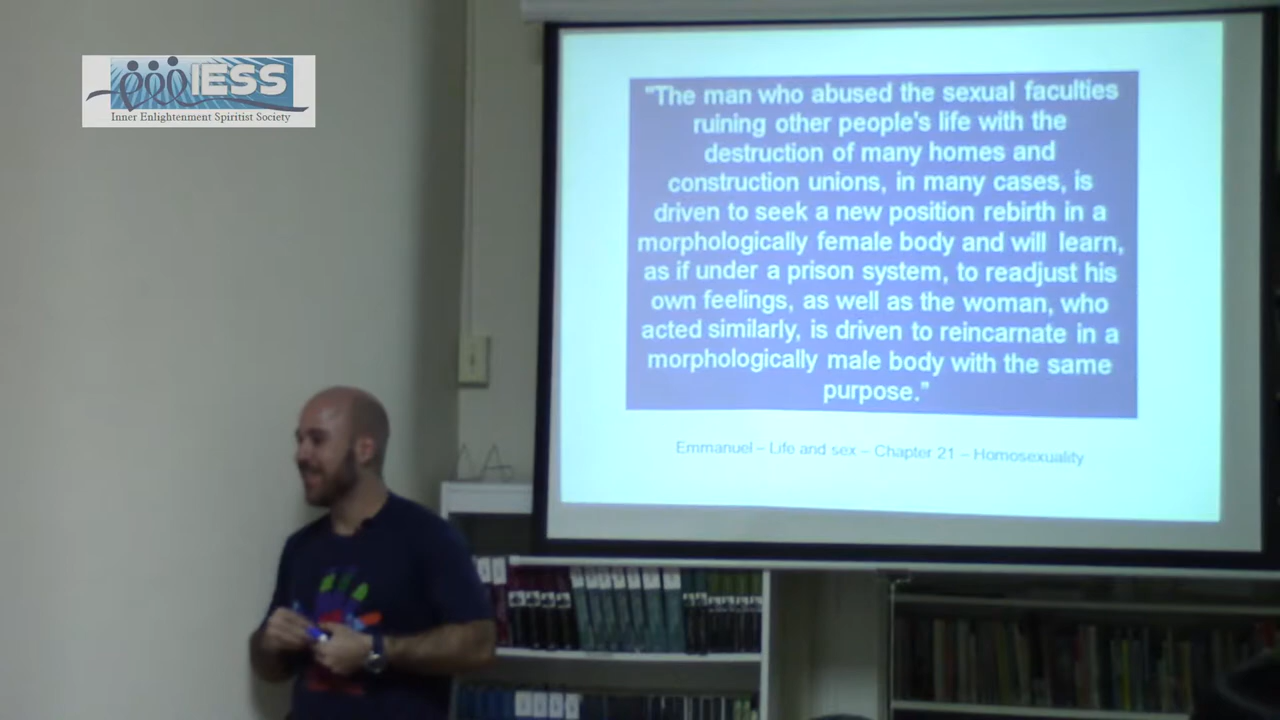 IESS
Inner Enlightenment Spiritist Society
"The man who abused the sexual faculties
ruining other people's life with the
destruction of many homes and
construction unions, in many cases, is
driven to seek a new position rebirth in a
morphologically female body and will learn,
as if under a prison system, to readjust his
own feelings, as well as the woman, who
acted similarly, is driven to reincarnate in a
morphologically male body with the same
purpose."
Emmanuel – Life and sex – Chapter 21 – Homosexuality